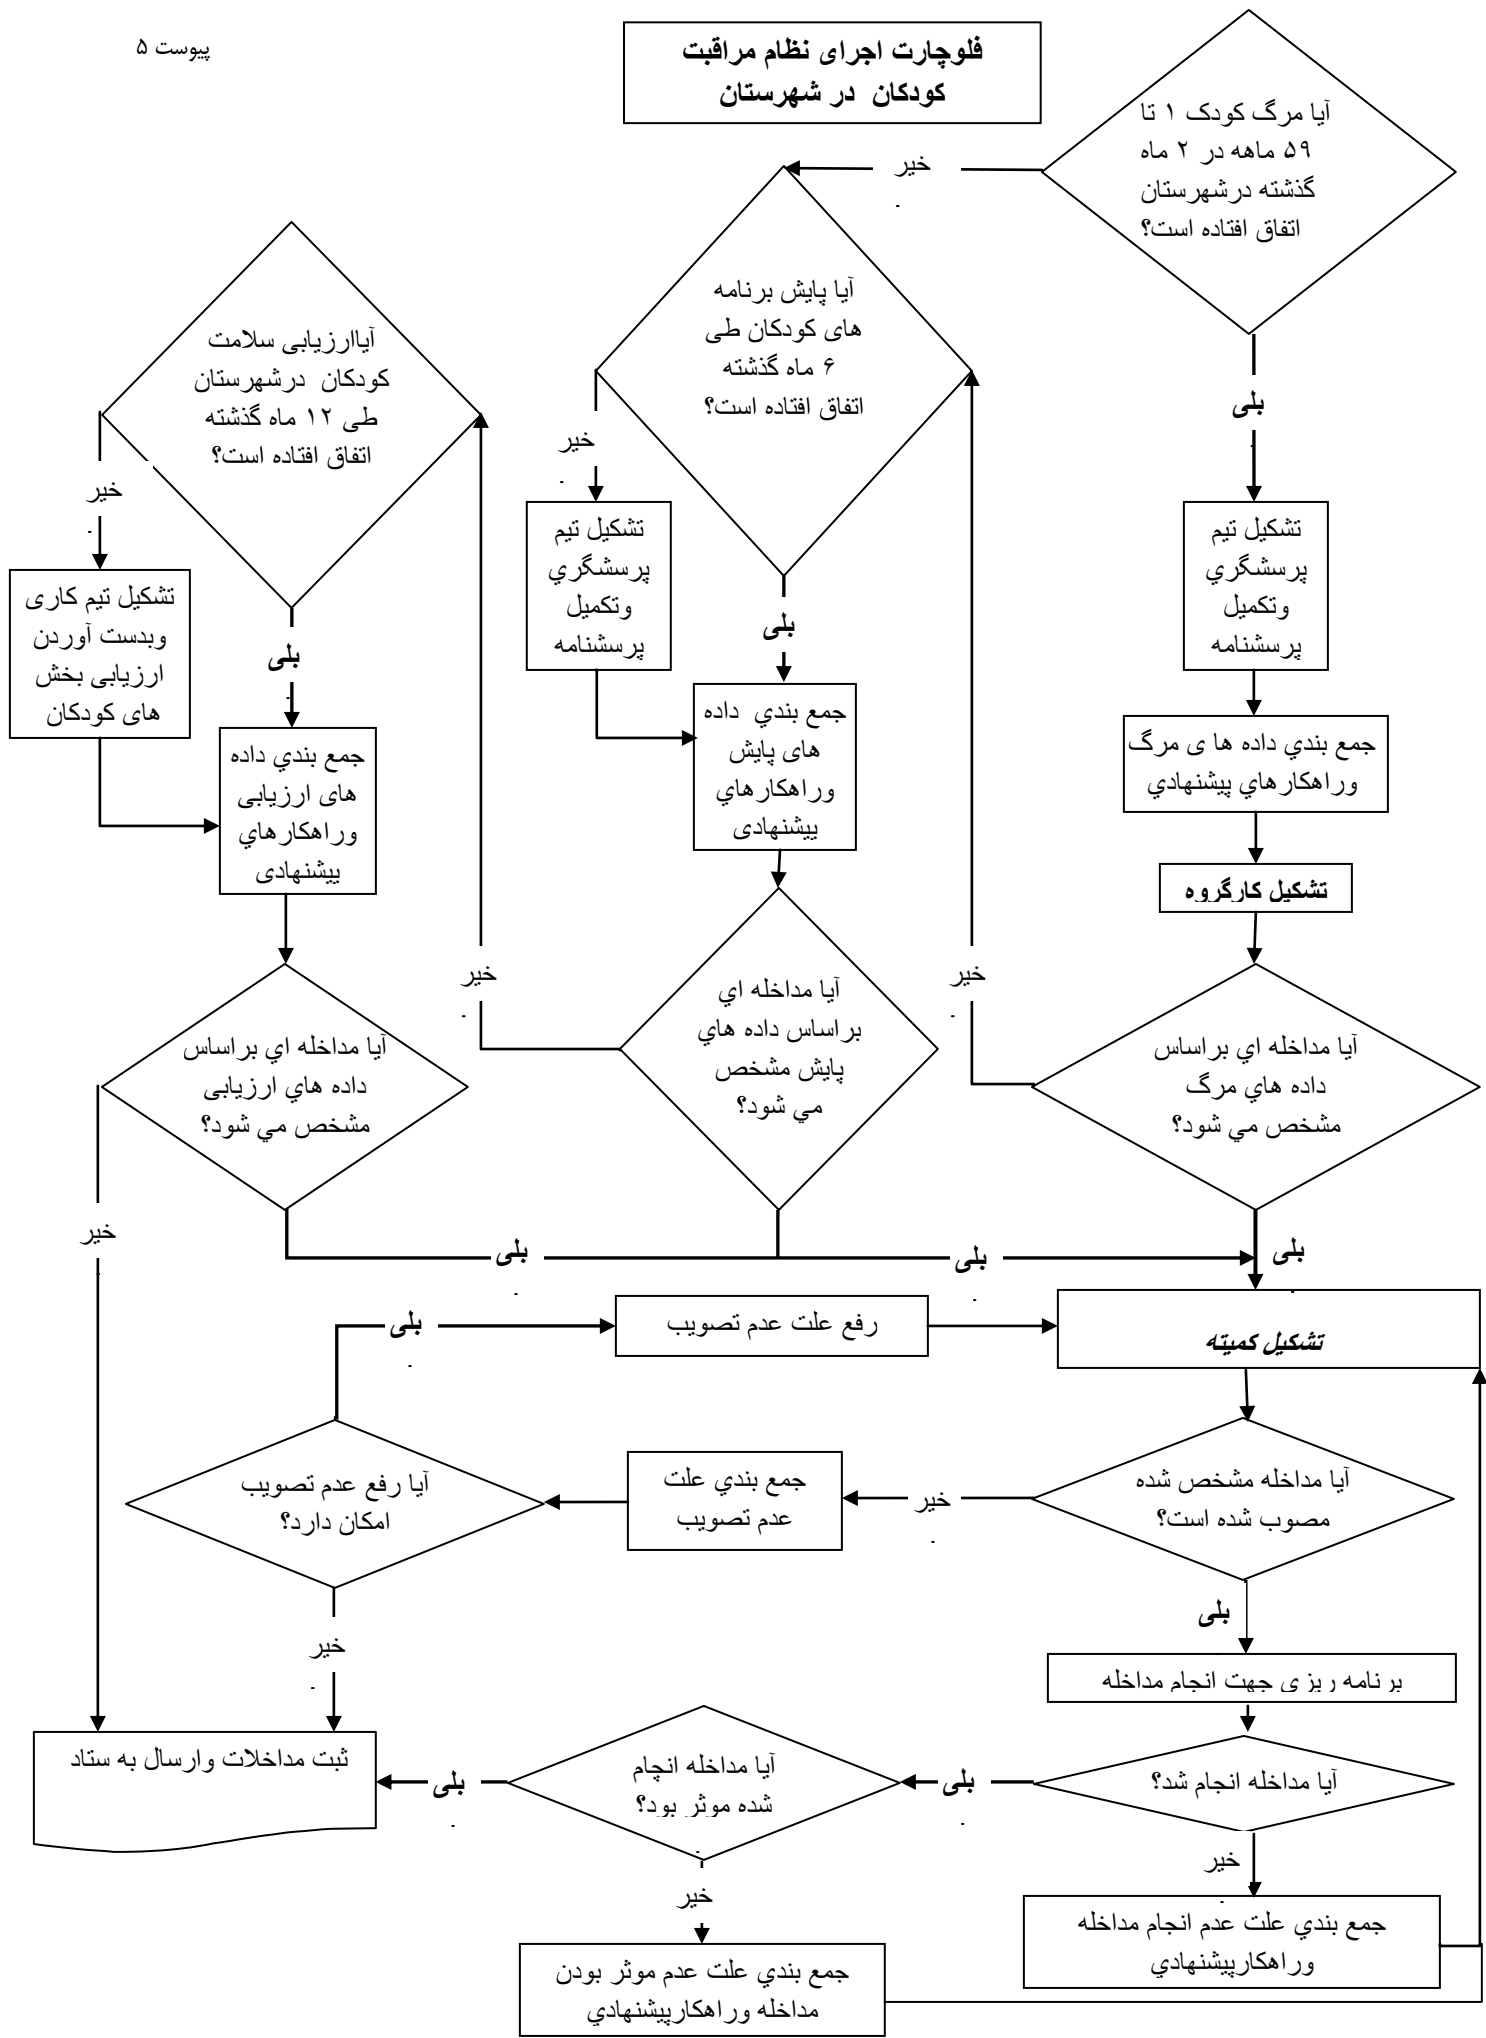 پیوست ۵
فلوچارت اجرای نظام مراقبت
کودکان در شهرستان
آیا مرگ کودک ۱ تا
۵۹ ماهه در ۲ ماه
گذشته درشهرستان
اتفاق افتاده است؟
خیر
بلی
تشکیل تیم
پرسشگري
وتکمیل
پرسشنامه
جمع بندي داده ها ی مرگ
وراهکارهاي پیشنهادي
تشکیل کارگروه
آیا مداخله اي براساس
داده هاي مرگ
مشخص مي شود؟
خیر
بلی
آیا پایش برنامه
های کودکان طی
۶ ماه گذشته
اتفاق افتاده است؟
خیر
بلی
تشکیل تیم
پرسشگري
وتکمیل
پرسشنامه
جمع بندي داده
های پایش
وراهکارهاي
پیشنهادی
آیا مداخله اي
براساس داده هاي
پایش مشخص
مي شود؟
خیر
بلی
آیاارزیابی سلامت
کودکان درشهرستان
طی ۱۲ ماه گذشته
اتفاق افتاده است؟
خیر
بلی
تشکیل تیم کاری
وبدست آوردن
ارزیابی بخش
های کودکان
جمع بندي داده
های ارزیابی
وراهکارهاي
پیشنهادی
آیا مداخله اي براساس
داده هاي ارزیابی
مشخص مي شود؟
خیر
بلی
تشکیل کمیته
رفع علت عدم تصویب
بلی
آیا مداخله مشخص شده
مصوب شده است؟
خیر
جمع بندي علت
عدم تصویب
آیا رفع عدم تصویب
امکان دارد؟
خیر
بلی
برنامه ریزی جهت انجام مداخله
آیا مداخله انجام شد؟
بلی
آیا مداخله انجام
شده موثر بود؟
بلی
ثبت مداخلات وارسال به ستاد
خیر
جمع بندي علت عدم انجام مداخله
وراهکارپیشنهادي
خیر
جمع بندي علت عدم موثر بودن
مداخله وراهکارپیشنهادي